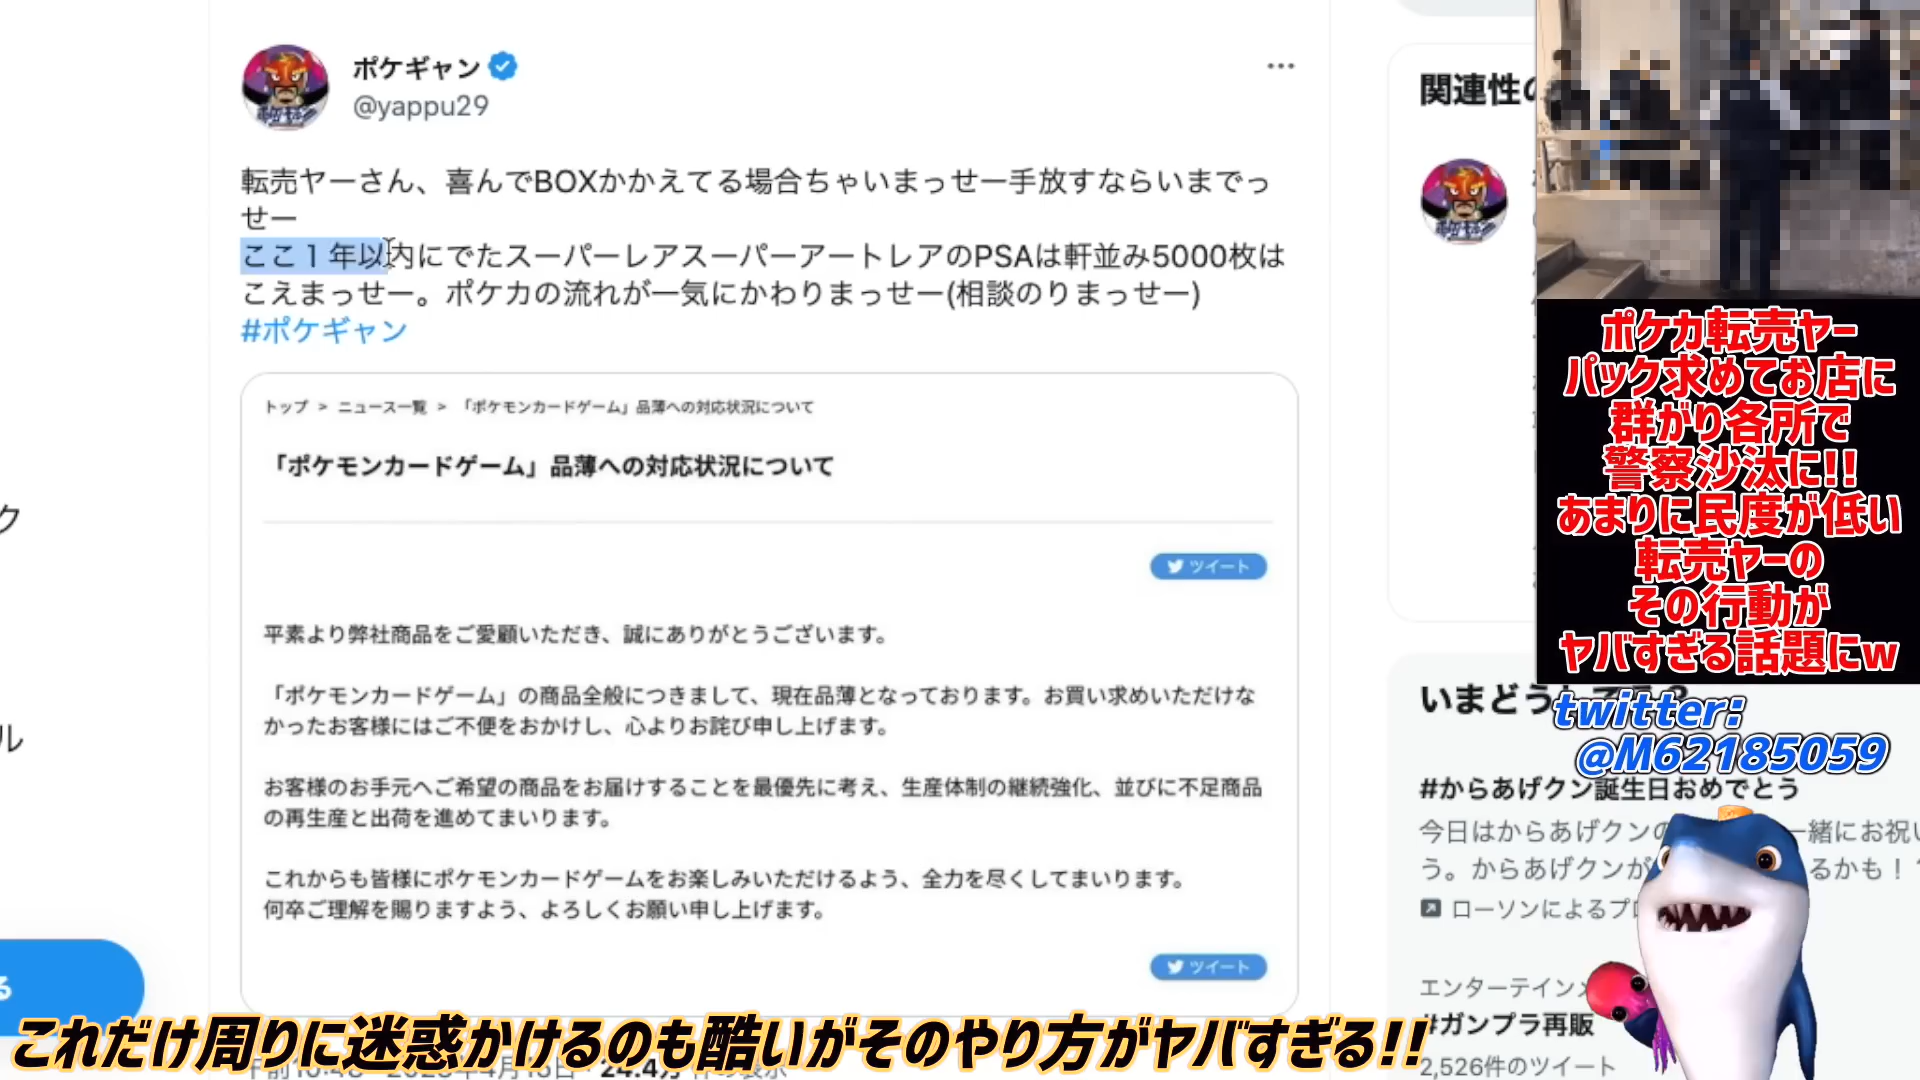 ポケギャン
@yappu29
転売ヤーさん、喜んでBOXかかえてる場合ちゃいまっせー手放すならいまでっ
せー
ここ１年以内にでたスーパーレアスーパーアートレアのPSAは軒並み5000枚は
こえまっせー。ポケカの流れが一気にかわりまっせー(相談のりまっせー)
#ポケギャン
トップ > ニュース一覧 > 「ポケモンカードゲーム」品薄への対応状況について
「ポケモンカードゲーム」品薄への対応状況について
ツイート
平素より弊社商品をご愛顧いただき、誠にありがとうございます。
「ポケモンカードゲーム」の商品全般につきまして、現在品薄となっております。お買い求めいただけな
かったお客様にはご不便をおかけし、心よりお詫び申し上げます。
お客様のお手元へご希望の商品をお届けすることを最優先に考え、生産体制の継続強化、並びに不足商品
の再生産と出荷を進めてまいります。
これからも皆様にポケモンカードゲームをお楽しみいただけるよう、全力を尽くしてまいります。
何卒ご理解を賜りますよう、よろしくお願い申し上げます。
ツイート
これだけ周りに迷惑かけるのも酷いがそのやり方がヤバすぎる!!
ク
ル
る
関連性の
ポケカ転売ヤー
パック求めてお店に
群がり各所で
警察沙汰に!!
あまりに民度が低い
転売ヤーの
その行動が
ヤバすぎる話題にw
いまどう
twitter:
@M62185059
#からあげクン誕生日おめでとう
今日はからあげクンの
一緒にお祝い
う。からあげクンが
るかも！
ローソンによるプロ
エンターテイン
#ガンプラ再販
2,526件のツイート